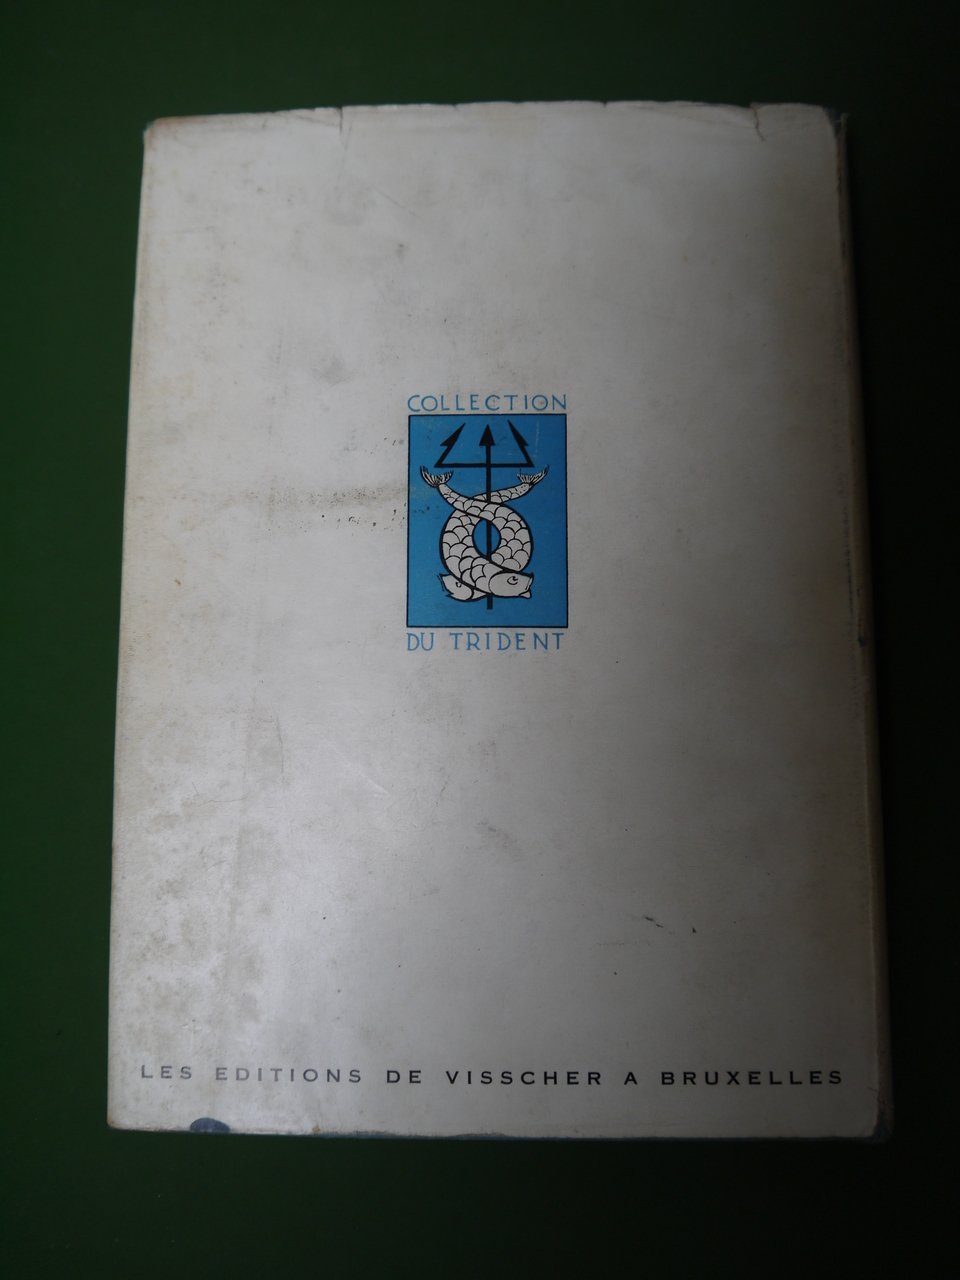 COLLECTION
DU TRIDENT
LES EDITIONS DE VISSCHER A BRUXELLES